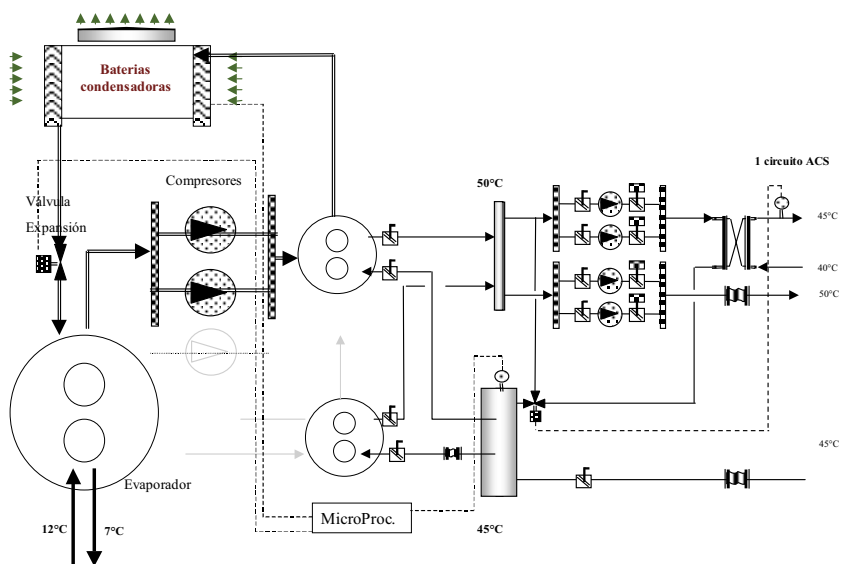 Baterias
condensadoras
1 circuito ACS
Compresores
50°C
Válvula
45°C
Expansión
40°C
50°C
45°C
Evaporador
MicroProc.
12°C
7°C
45°C